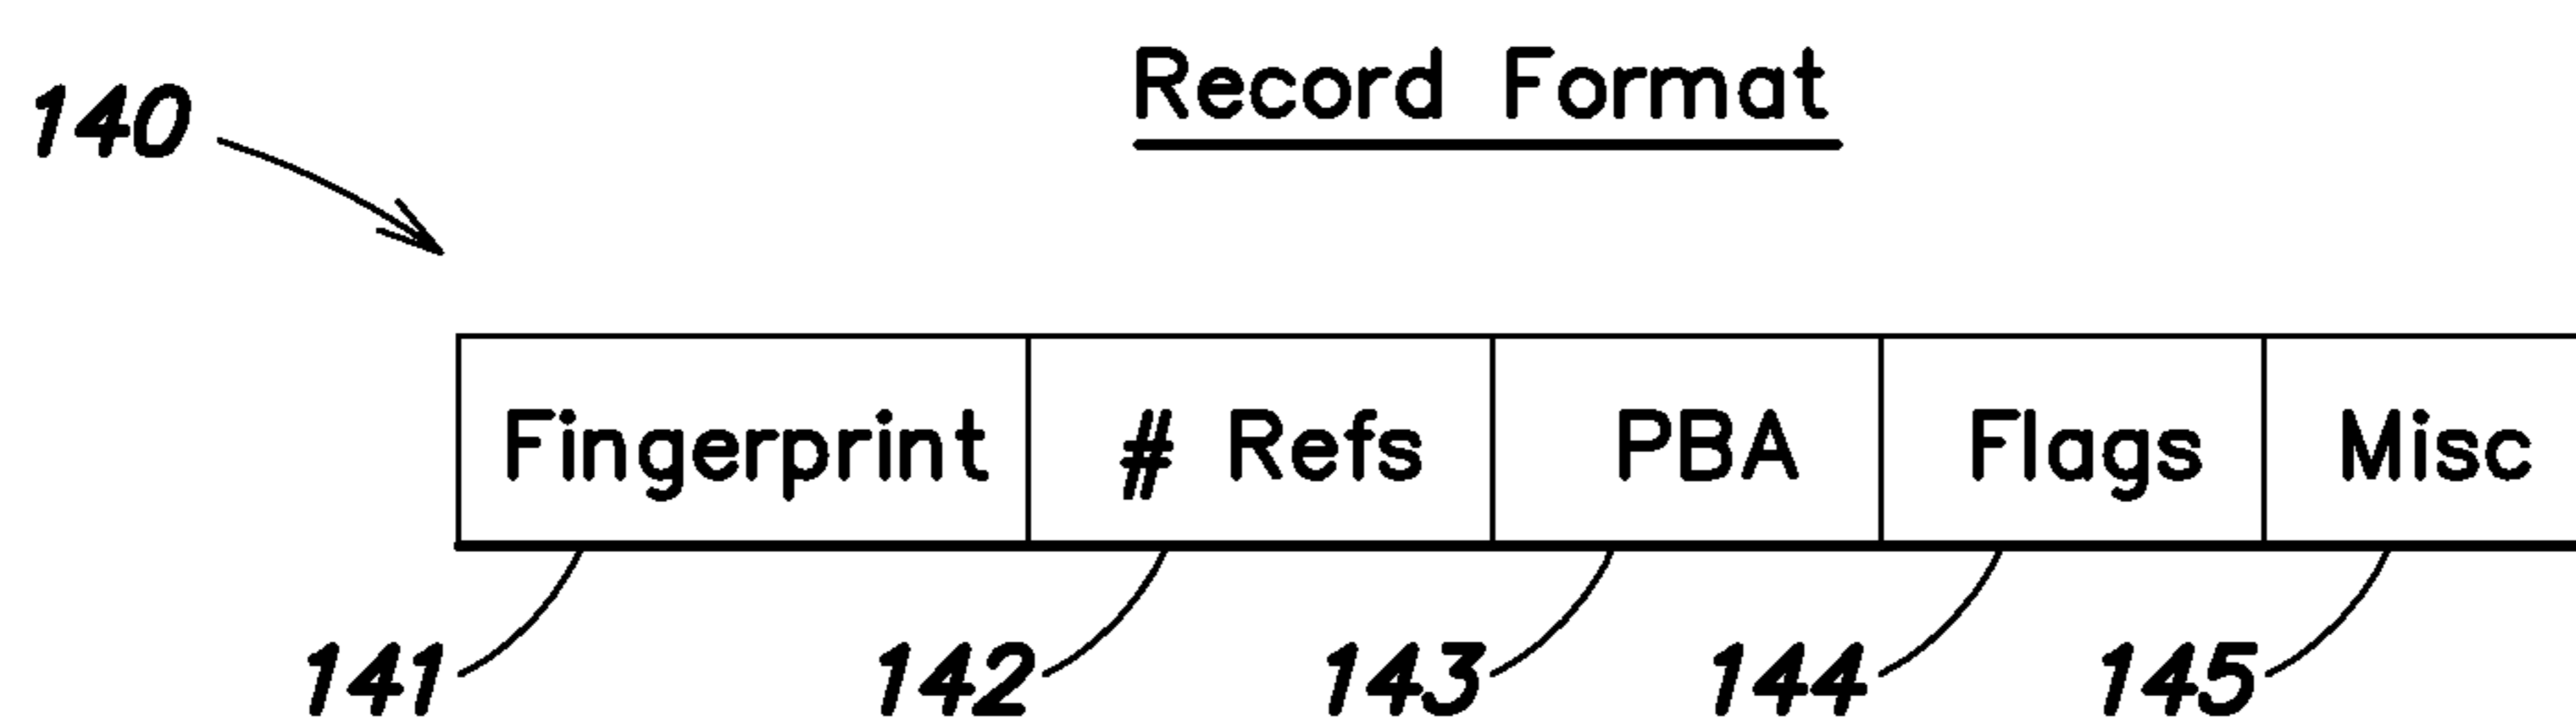 Record Format
140
Fingerprint # Refs PBA Flags Misc
141 142 143 144 145